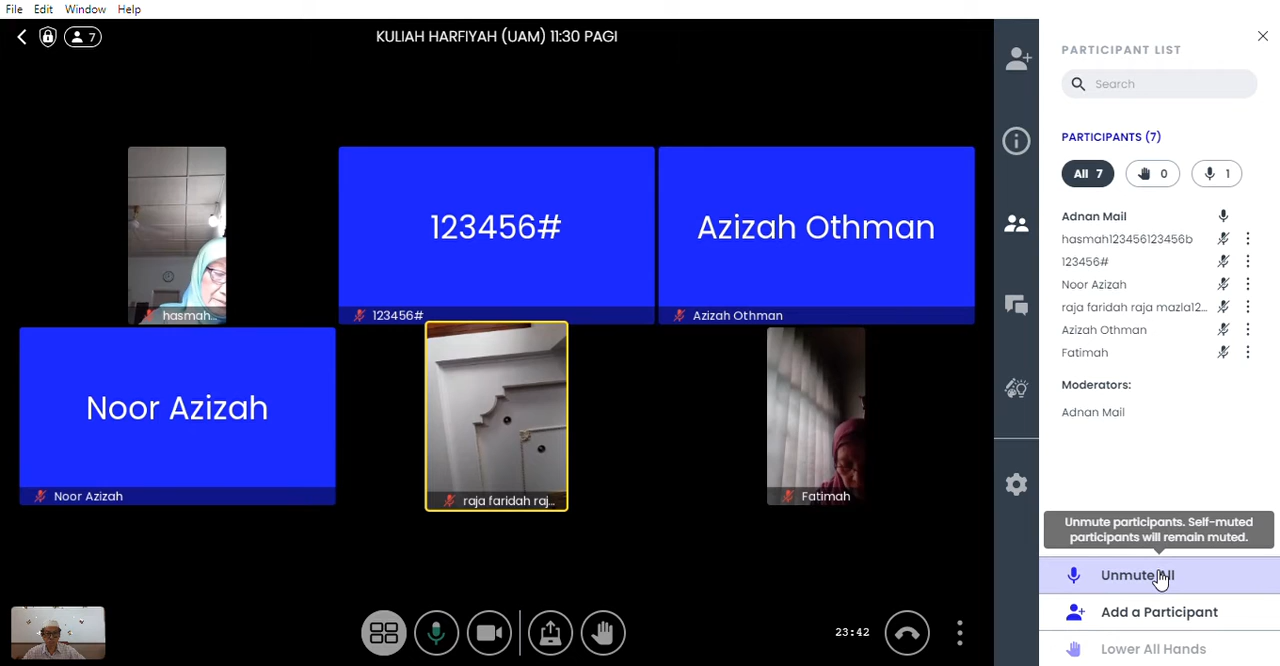 File Edit Window Help
7
KULIAH HARFIYAH (UAM) 11:30 PAGI
hasmah...
123456#
123456#
Azizah Othman
Azizah Othman
Noor Azizah
Noor Azizah
raja faridah raj...
Fatimah
23:42
PARTICIPANT LIST
Search
PARTICIPANTS (7)
All 7 0 1
Adnan Mail
hasmah123456123456b
123456#
Noor Azizah
raja faridah raja mazla12...
Azizah Othman
Fatimah
Moderators:
Adnan Mail
Unmute participants. Self-muted
participants will remain muted.
Unmute All
Add a Participant
Lower All Hands